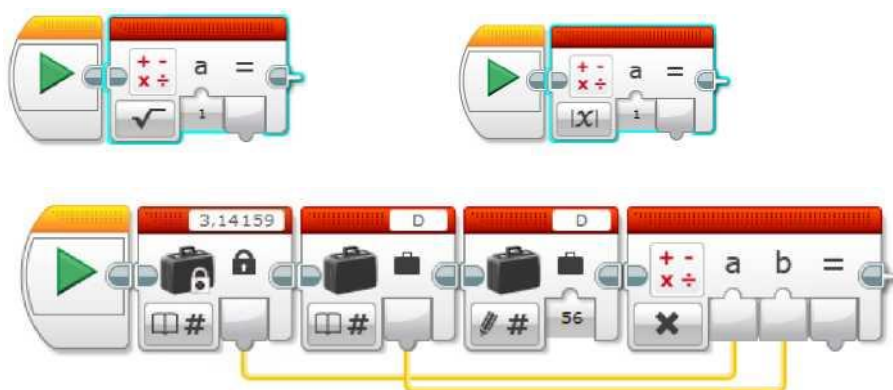 + - x ÷ a =
√ 1
+ - x ÷ a =
|X| 1
3,14159 D D
+ - x ÷ a b =
# # # 56 ×